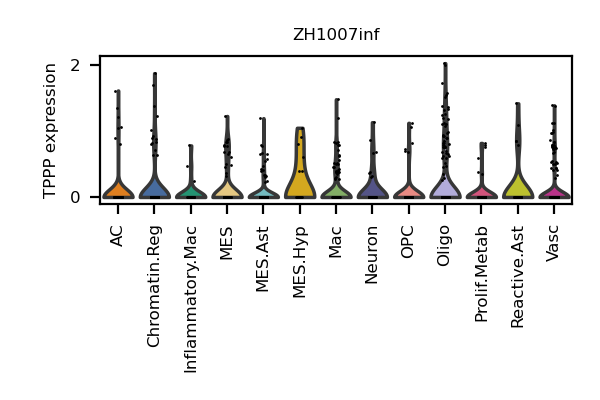 ZH1007inf
TPPP expression
2
0
AC
Chromatin.Reg
Inflammatory.Mac
MES
MES.Ast
MES.Hyp
Mac
Neuron
OPC
Oligo
Prolif.Metab
Reactive.Ast
Vasc